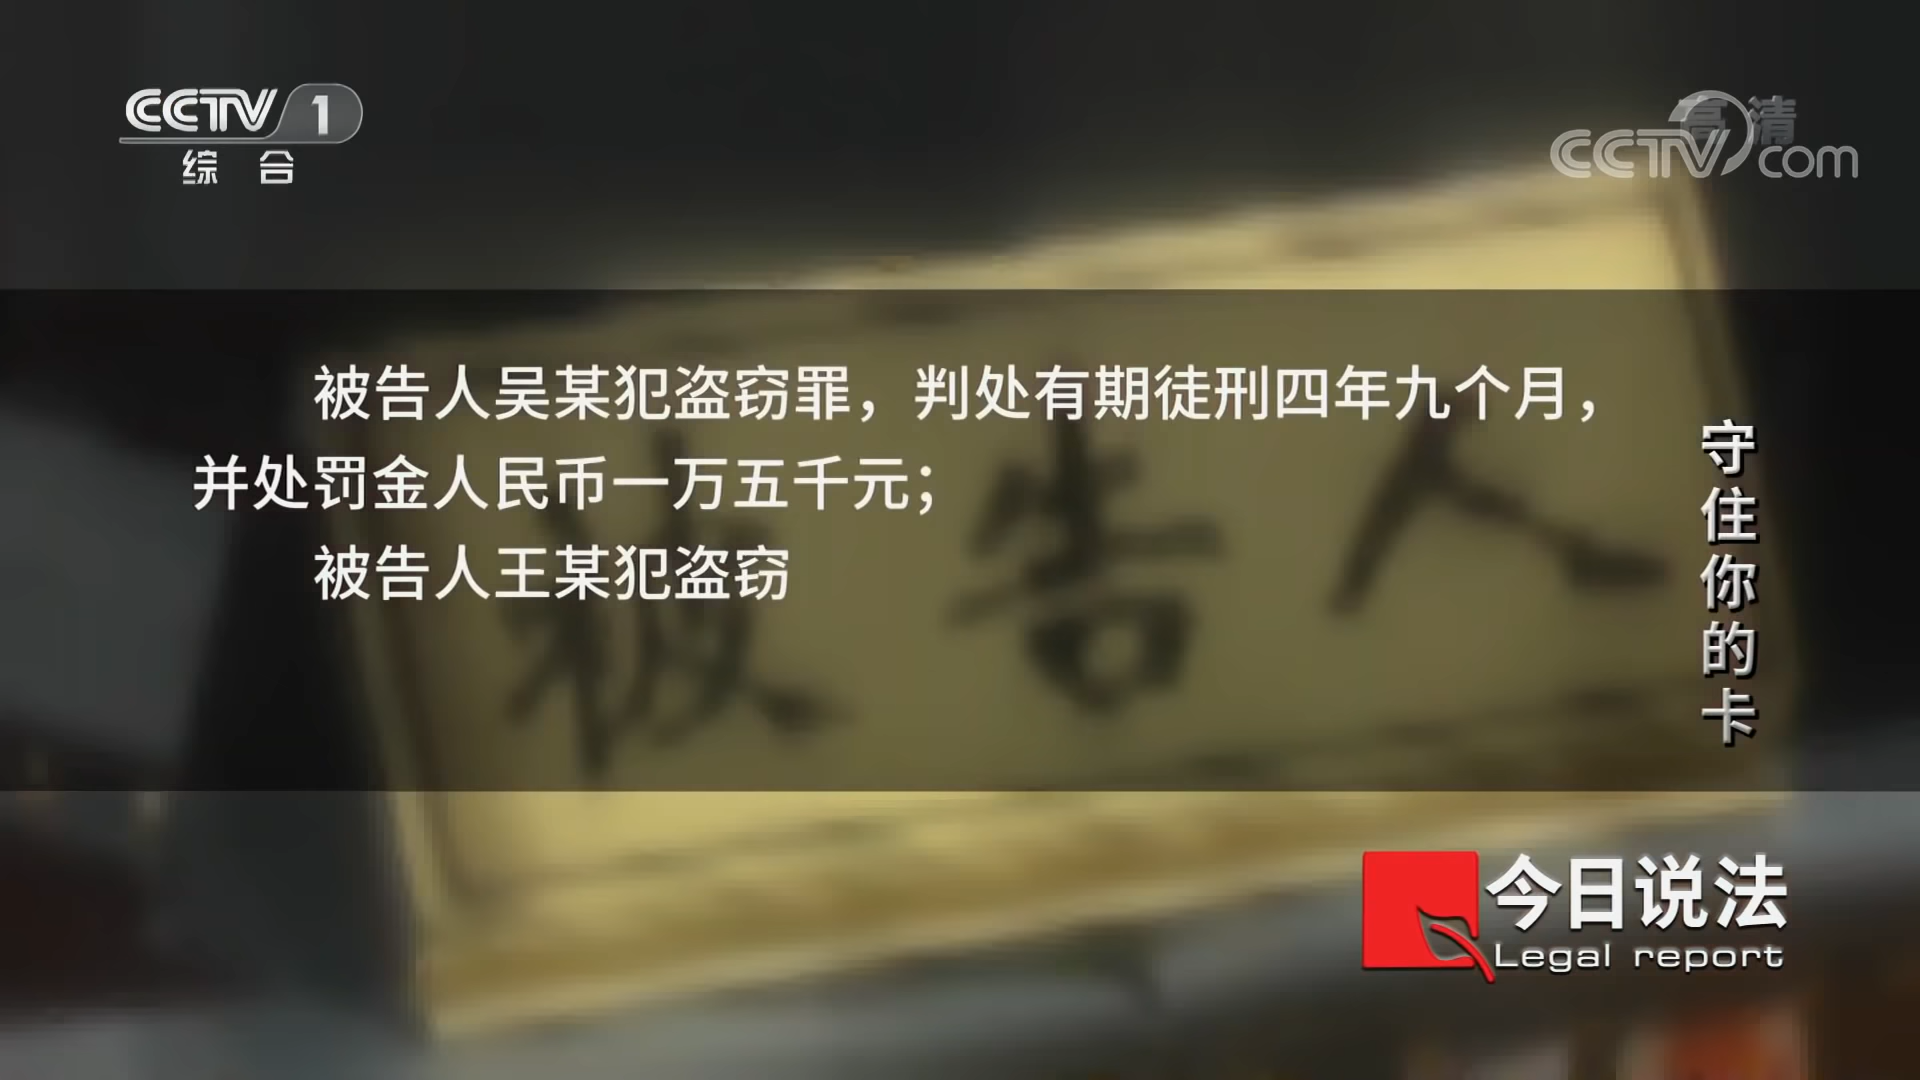 CCTV 1
综合
高清
CCTV com
被告人吴某犯盗窃罪，判处有期徒刑四年九个月，
并处罚金人民币一万五千元；
被告人王某犯盗窃
被告人
守住你的卡
今日说法
Legal report